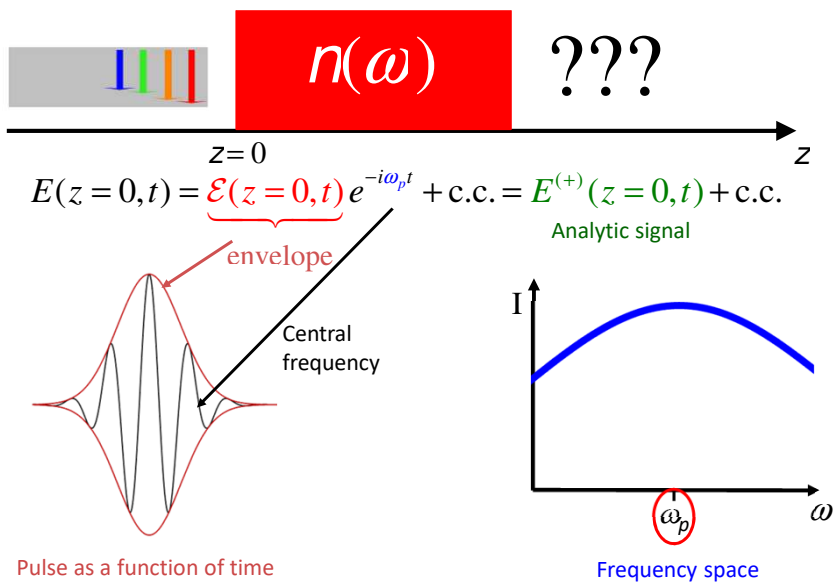 n(ω) ???
z = 0 z
E(z = 0, t) = ℰ(z = 0, t) e^{-iω_p t} + c.c. = E^{(+)}(z = 0, t) + c.c.
Analytic signal
envelope
I
Central
frequency
ω_p ω
Pulse as a function of time
Frequency space